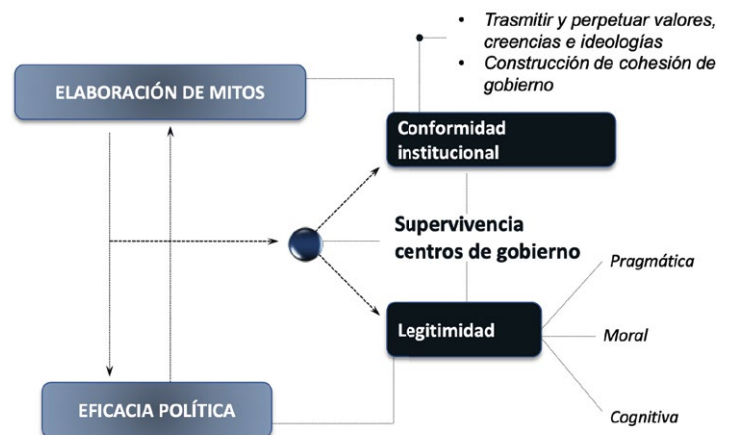 • Trasmitir y perpetuar valores,
creencias e ideologías
• Construcción de cohesión de
gobierno
ELABORACIÓN DE MITOS
Conformidad
institucional
Supervivencia
centros de gobierno
Pragmática
Legitimidad
Moral
EFICACIA POLÍTICA
Cognitiva